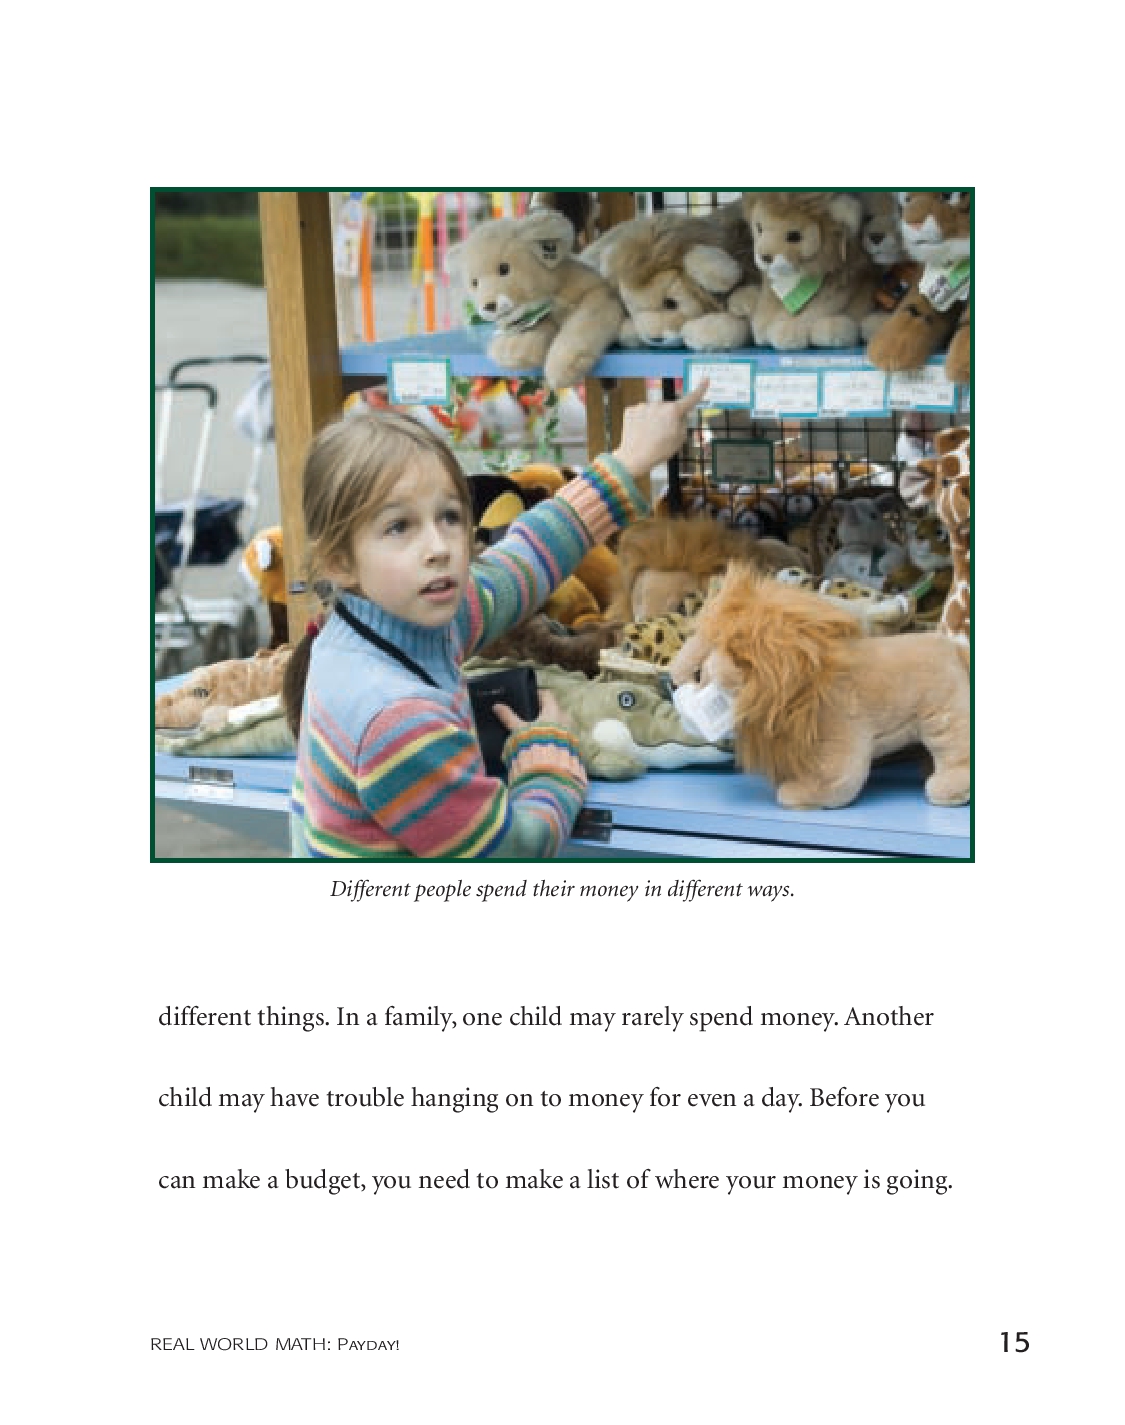 Different people spend their money in different ways.
different things. In a family, one child may rarely spend money. Another
child may have trouble hanging on to money for even a day. Before you
can make a budget, you need to make a list of where your money is going.
REAL WORLD MATH: PAYDAY!
15